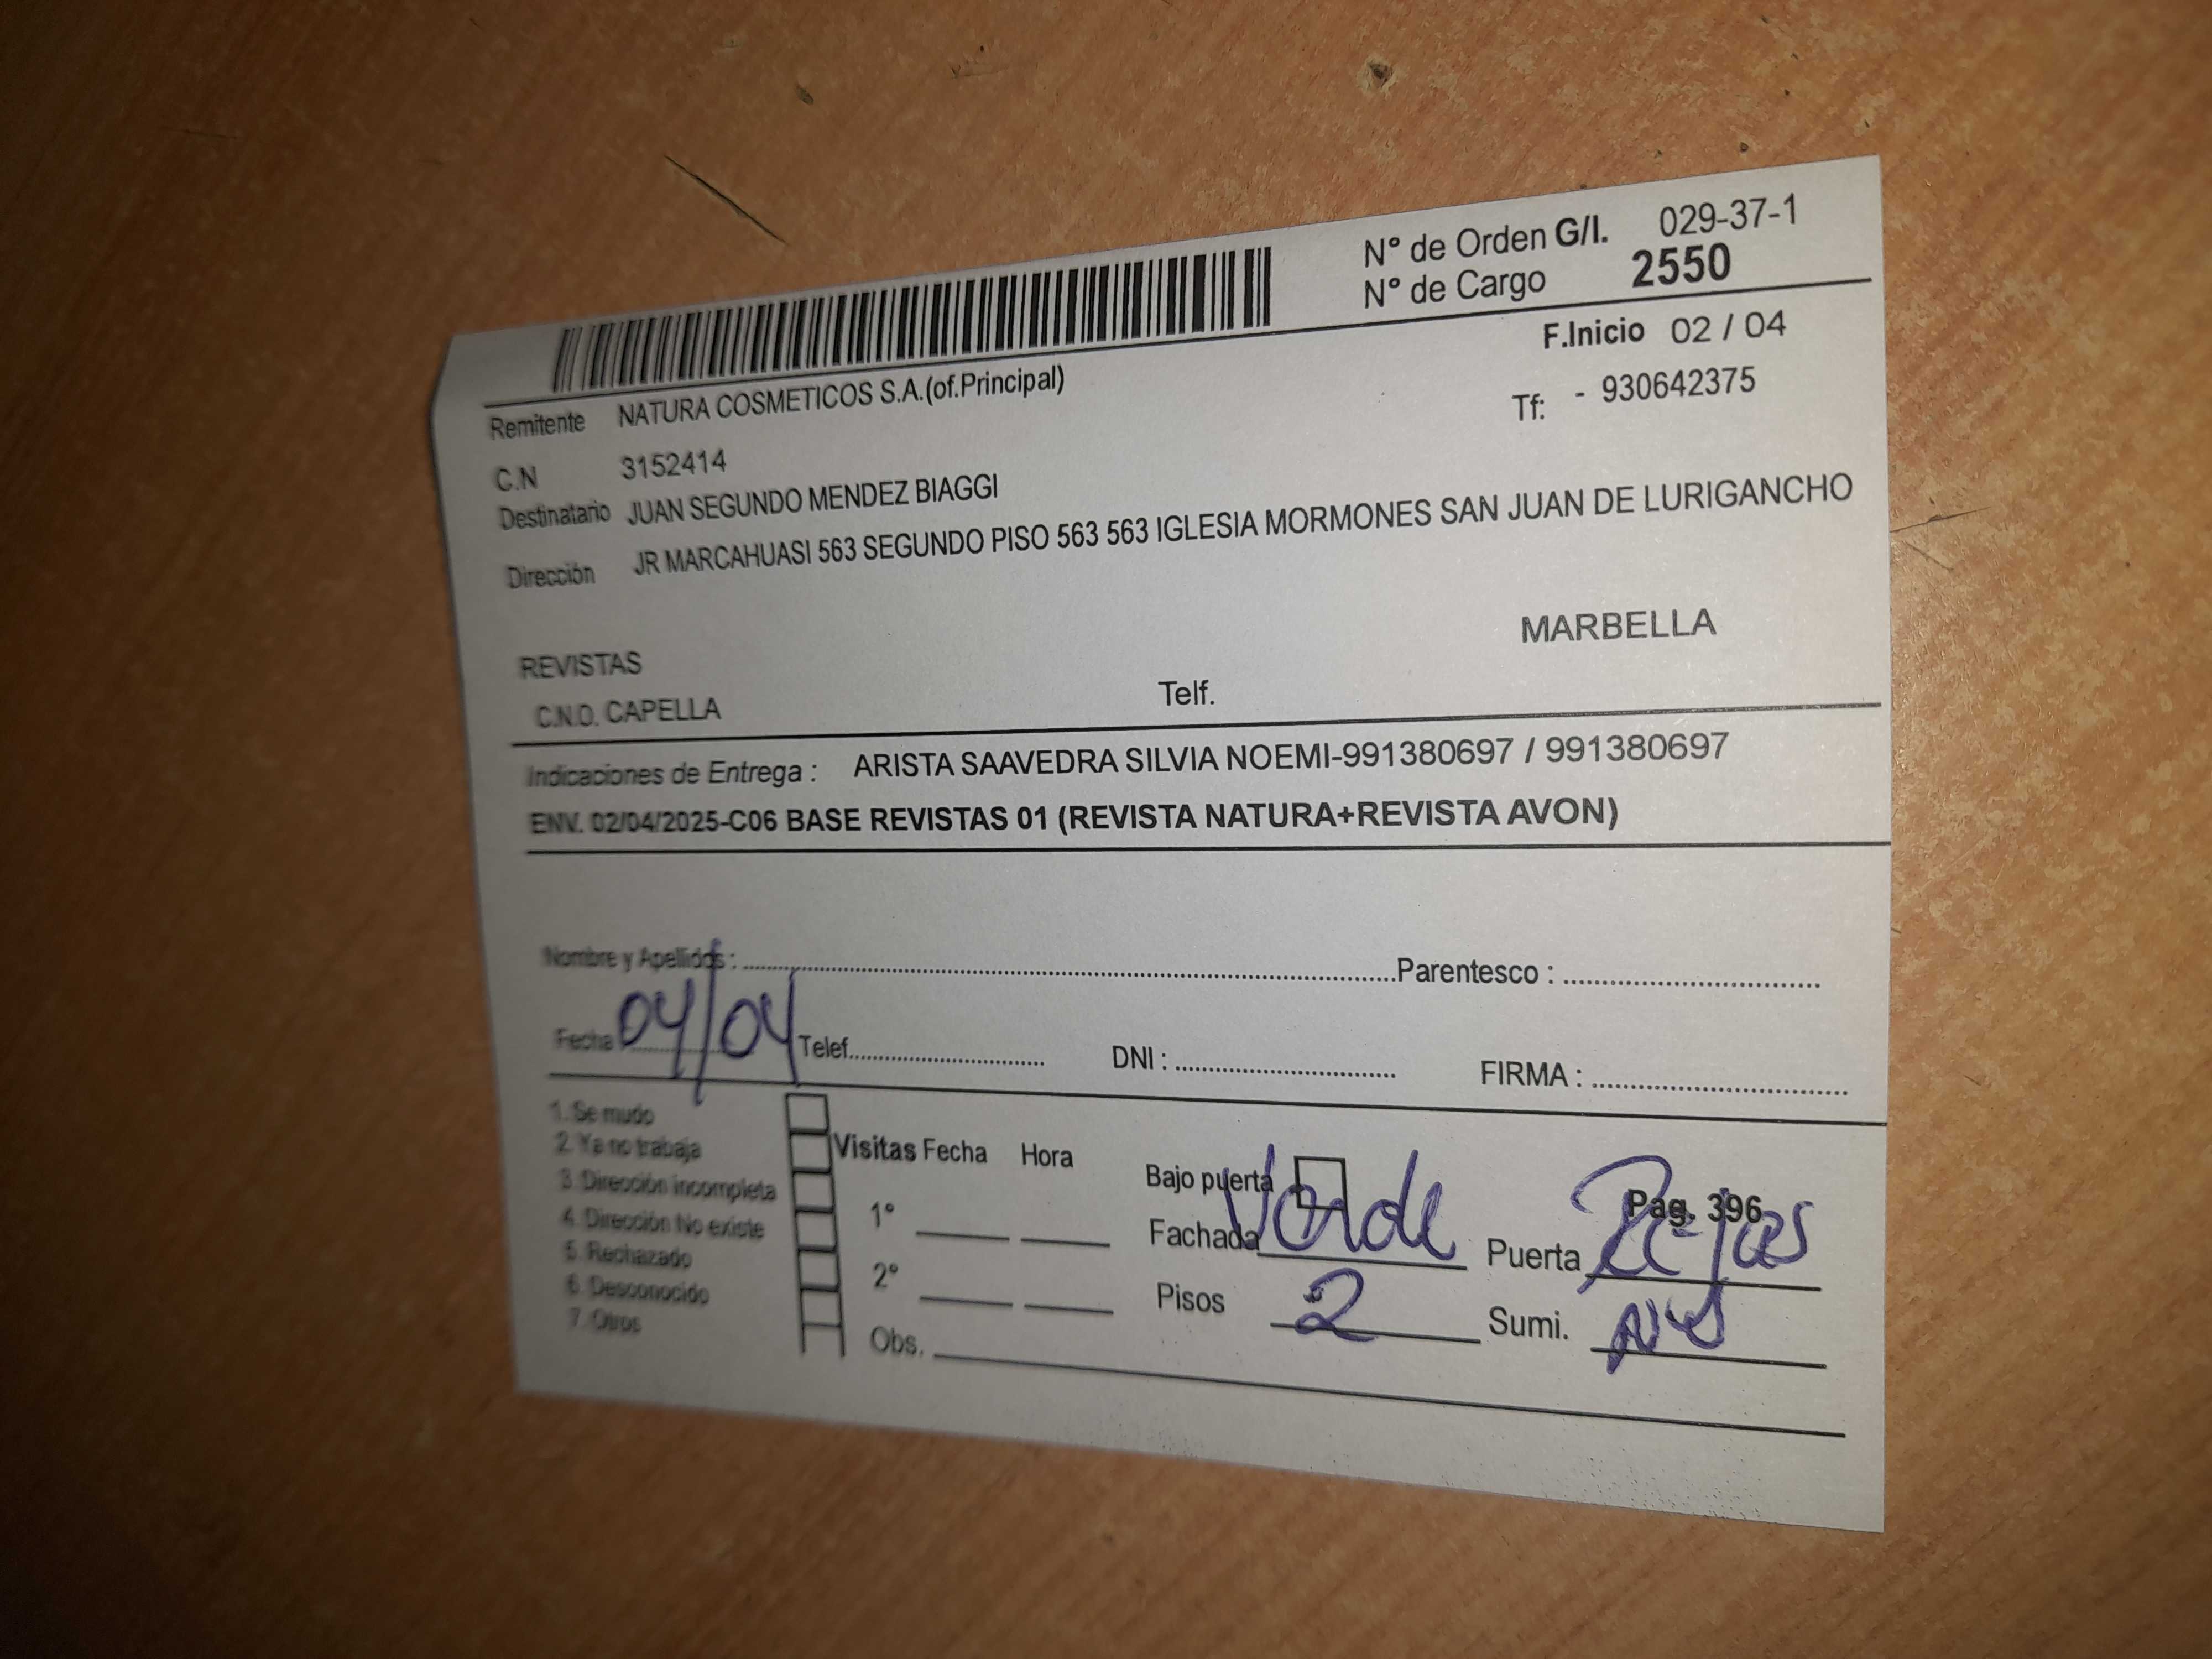 N° de Orden G/I. 029-37-1
N° de Cargo 2550
F.Inicio 02 / 04
Remitente NATURA COSMETICOS S.A.(of.Principal)
Tf: - 930642375
C.N 3152414
Destinatario JUAN SEGUNDO MENDEZ BIAGGI
Dirección JR MARCAHUASI 563 SEGUNDO PISO 563 563 IGLESIA MORMONES SAN JUAN DE LURIGANCHO
MARBELLA
REVISTAS
C.N.O. CAPELLA Telf.
Indicaciones de Entrega : ARISTA SAAVEDRA SILVIA NOEMI-991380697 / 991380697
ENV. 02/04/2025-C06 BASE REVISTAS 01 (REVISTA NATURA+REVISTA AVON)
Nombre y Apellidos : Parentesco :
Fecha 04/04 Telef. DNI : FIRMA :
1. Se mudo
2. Ya no trabaja
3. Dirección incompleta
4. Dirección No existe
5. Rechazado
6. Desconocido
7. Otros
Visitas Fecha Hora
1°
2°
Obs.
Bajo puerta Pag. 396
Fachada Verde Puerta Rejas
Pisos 2 Sumi.